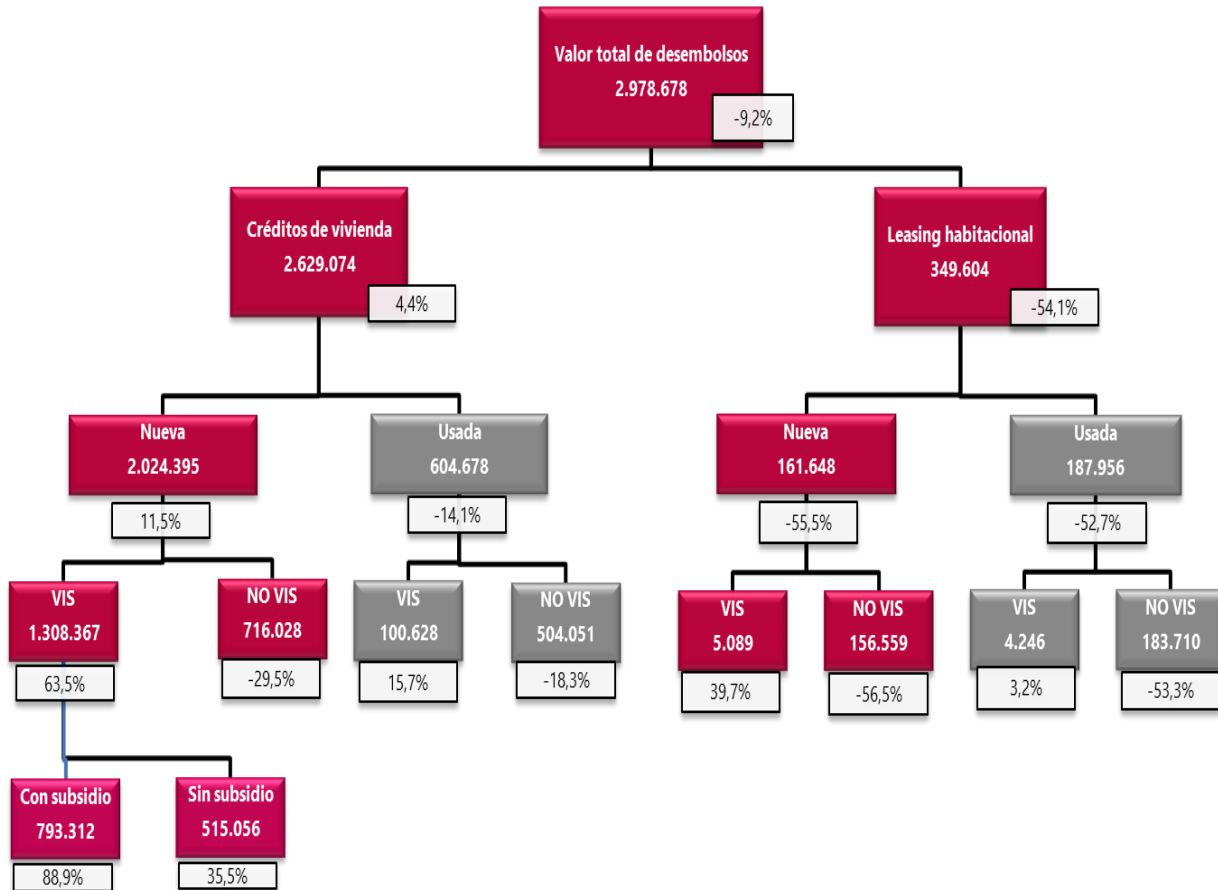 Valor total de desembolsos
2.978.678
-9,2%
Créditos de vivienda
2.629.074
4,4%
Leasing habitacional
349.604
-54,1%
Nueva
2.024.395
11,5%
Usada
604.678
-14,1%
Nueva
161.648
-55,5%
Usada
187.956
-52,7%
VIS
1.308.367
63,5%
NO VIS
716.028
-29,5%
VIS
100.628
15,7%
NO VIS
504.051
-18,3%
VIS
5.089
39,7%
NO VIS
156.559
-56,5%
VIS
4.246
3,2%
NO VIS
183.710
-53,3%
Con subsidio
793.312
88,9%
Sin subsidio
515.056
35,5%